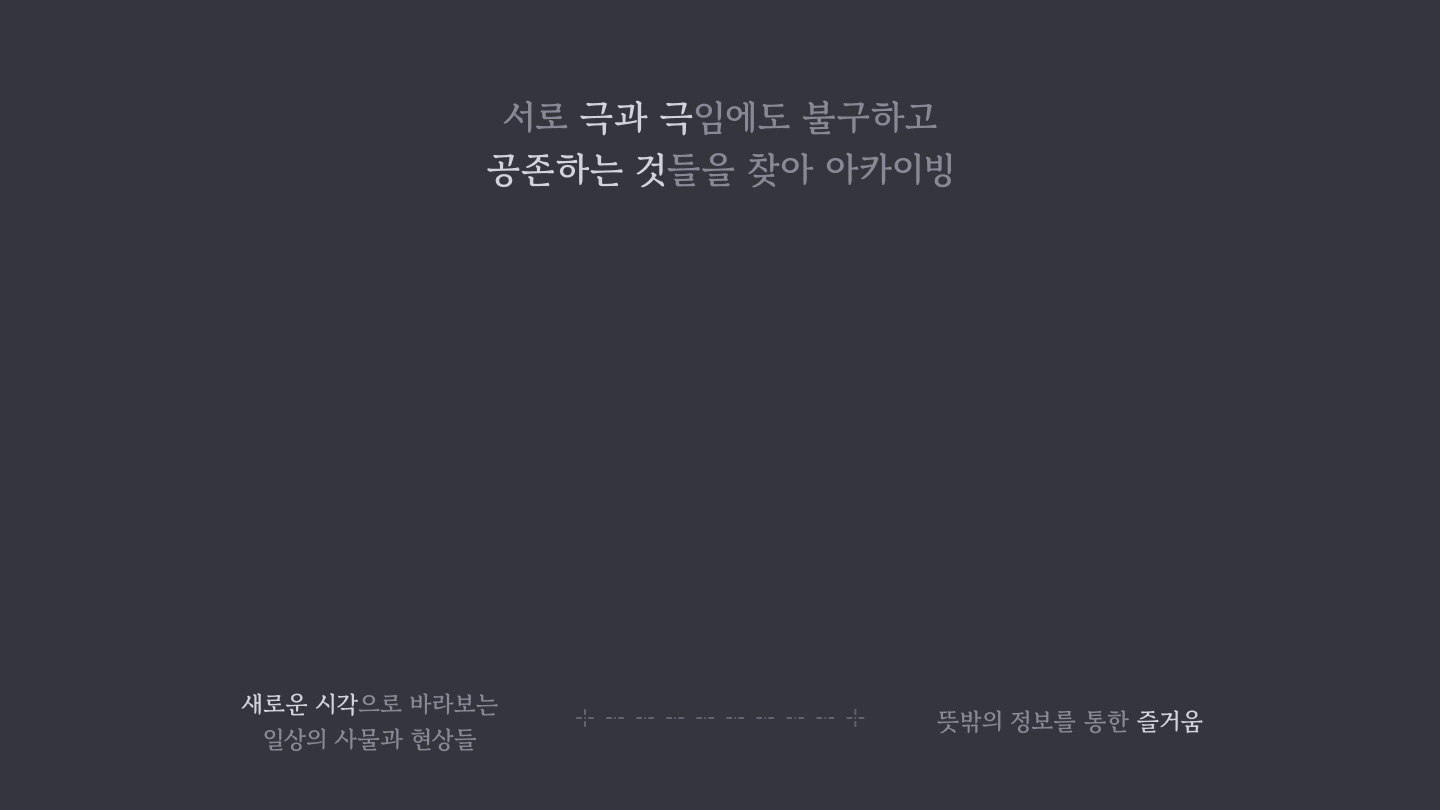 서로 극과 극임에도 불구하고
공존하는 것들을 찾아 아카이빙
새로운 시각으로 바라보는
일상의 사물과 현상들
뜻밖의 정보를 통한 즐거움